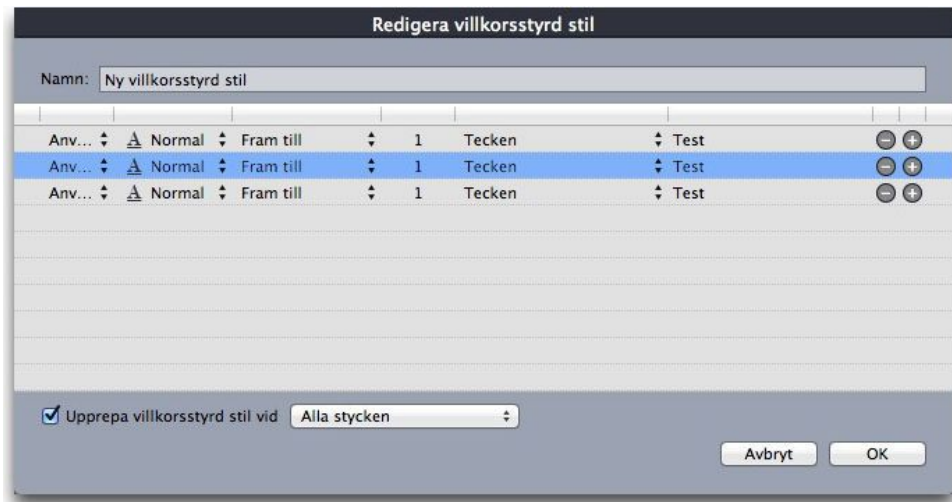 Redigera villkorsstyrd stil
Namn: Ny villkorsstyrd stil
Anv... A Normal Fram till 1 Tecken Test
Anv... A Normal Fram till 1 Tecken Test
Anv... A Normal Fram till 1 Tecken Test
Upprepa villkorsstyrd stil vid Alla stycken
Avbryt OK